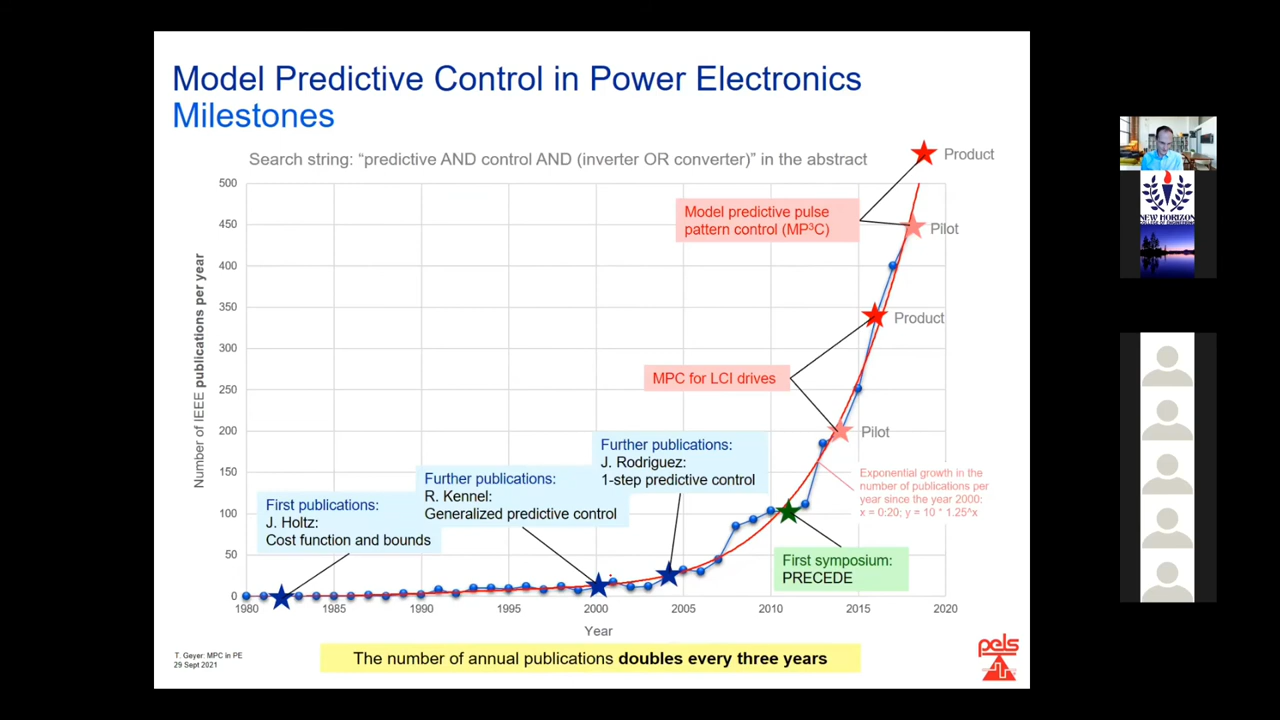 Model Predictive Control in Power Electronics
Milestones
Search string: “predictive AND control AND (inverter OR converter)” in the abstract
Product
500
450
400
350
300
250
200
150
100
50
0
Number of IEEE publications per year
Model predictive pulse
pattern control (MP³C)
Pilot
Product
MPC for LCI drives
Pilot
Further publications:
J. Rodriguez:
1-step predictive control
Further publications:
R. Kennel:
Generalized predictive control
First publications:
J. Holtz:
Cost function and bounds
Exponential growth in the
number of publications per
year since the year 2000:
x = 0:20; y = 10 * 1.25^x
First symposium:
PRECEDE
1980 1985 1990 1995 2000 2005 2010 2015 2020
Year
The number of annual publications doubles every three years
T. Geyer: MPC in PE
29 Sept 2021
pels
NEW HORIZON
COLLEGE OF ENGINEERING